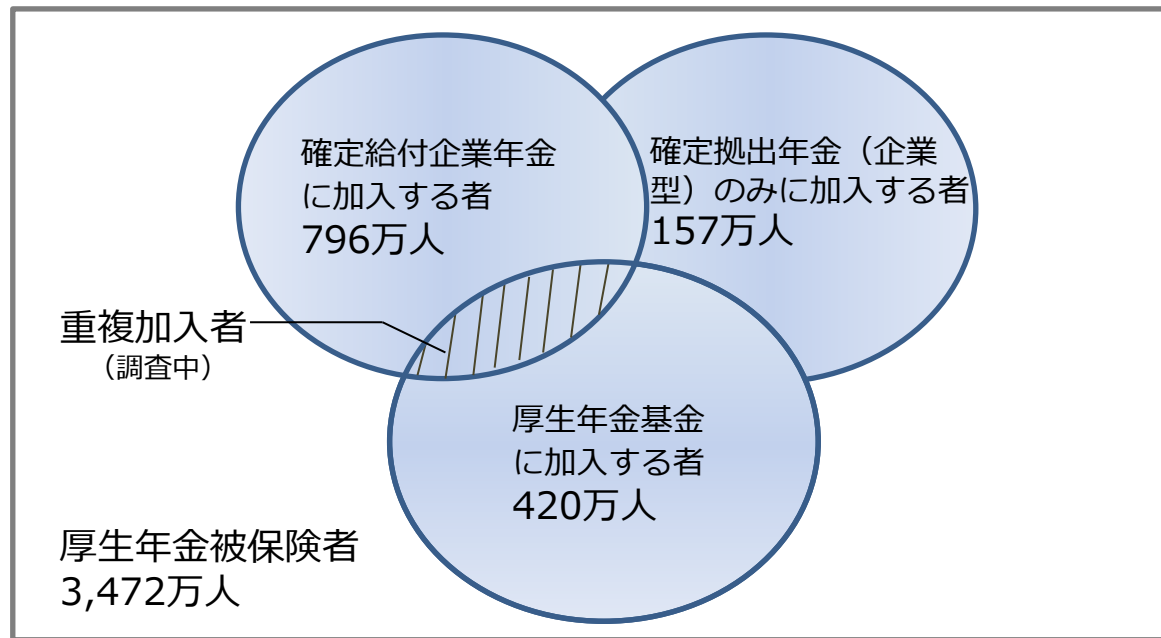 確定給付企業年金
に加入する者
796万人
確定拠出年金（企業
型）のみに加入する者
157万人
重複加入者
（調査中）
厚生年金基金
に加入する者
420万人
厚生年金被保険者
3,472万人